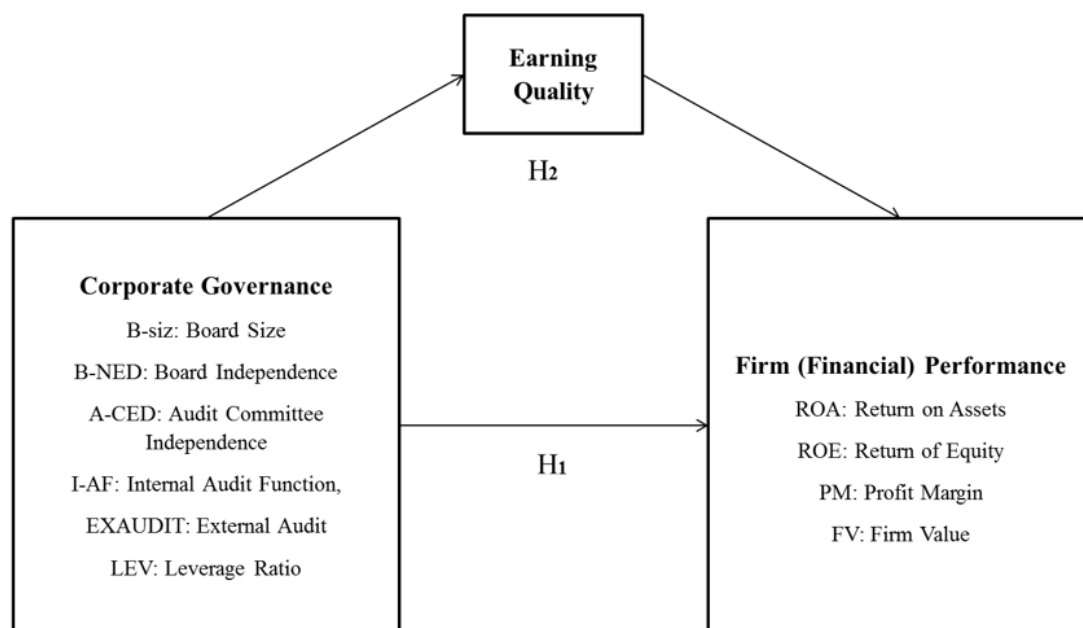 Earning
Quality
H2
Corporate Governance
B-siz: Board Size
B-NED: Board Independence
A-CED: Audit Committee
Independence
I-AF: Internal Audit Function,
EXAUDIT: External Audit
LEV: Leverage Ratio
H1
Firm (Financial) Performance
ROA: Return on Assets
ROE: Return of Equity
PM: Profit Margin
FV: Firm Value